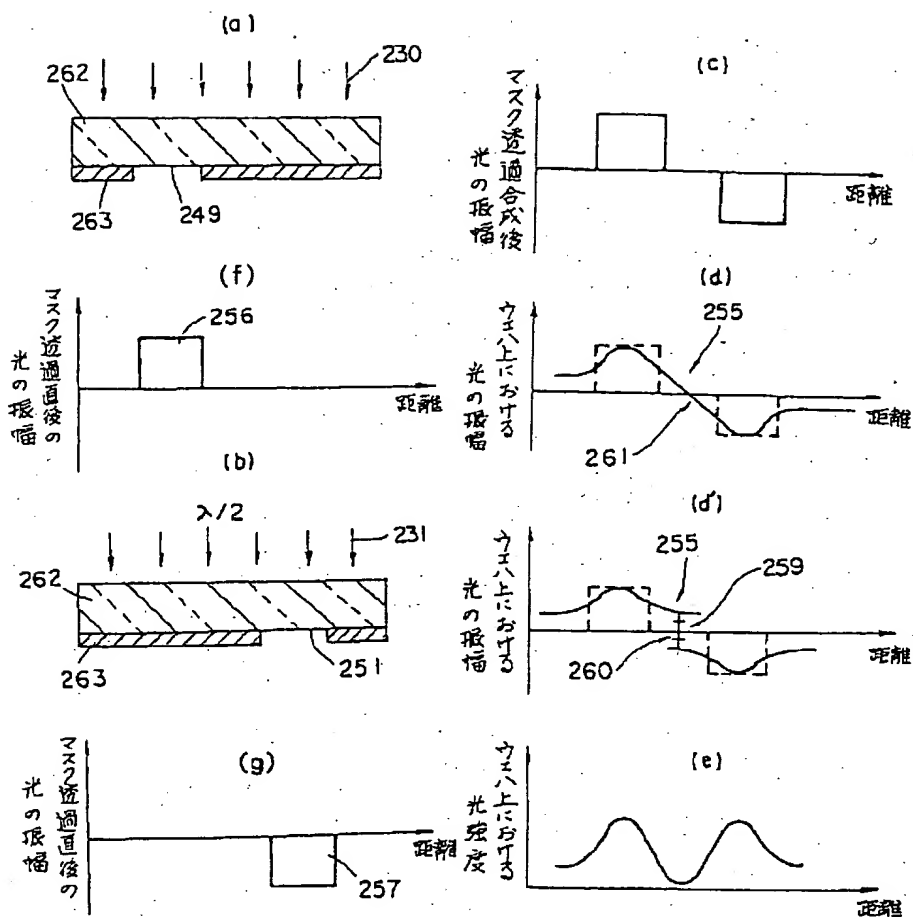 (a)
230
262
263
249
(f)
マスク透過直後の
光の振幅
256
距離
(b)
λ/2
231
262
263
251
(g)
マスク透過直後の
光の振幅
257
距離
(c)
マスク透過合成後
光の振幅
距離
(d)
ウエハ上における
光の振幅
255
261
距離
(d')
ウエハ上における
光の振幅
255
259
260
距離
(e)
ウエハ上における
光強度
距離